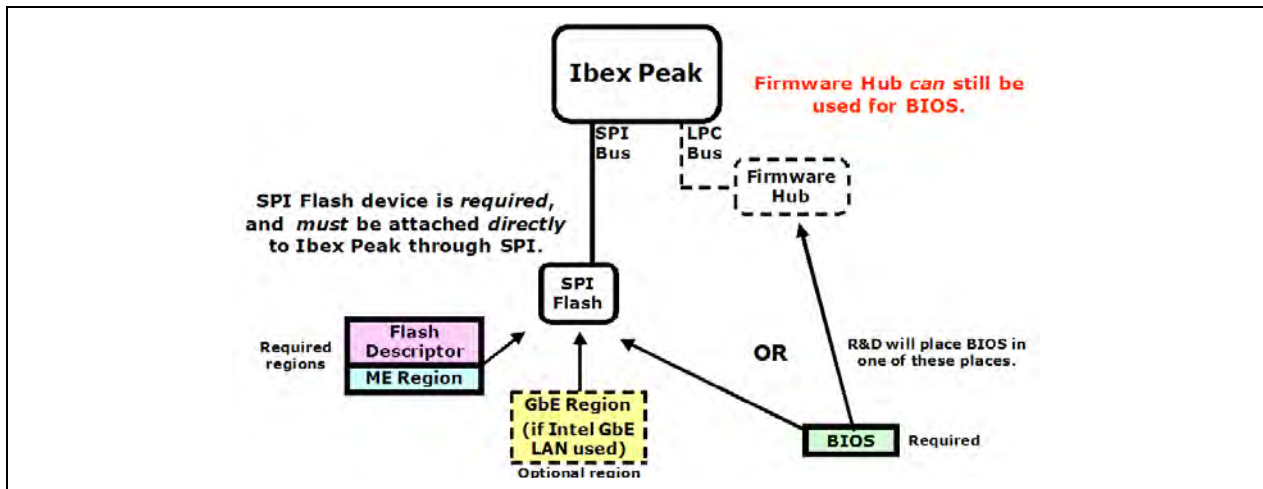 Ibex Peak
Firmware Hub can still be
used for BIOS.
SPI
Bus
LPC
Bus
Firmware
Hub
SPI Flash device is required,
and must be attached directly
to Ibex Peak through SPI.
SPI
Flash
Required
regions
Flash
Descriptor
ME Region
OR
R&D will place BIOS in
one of these places.
GbE Region
(if Intel GbE
LAN used)
Optional region
BIOS
Required